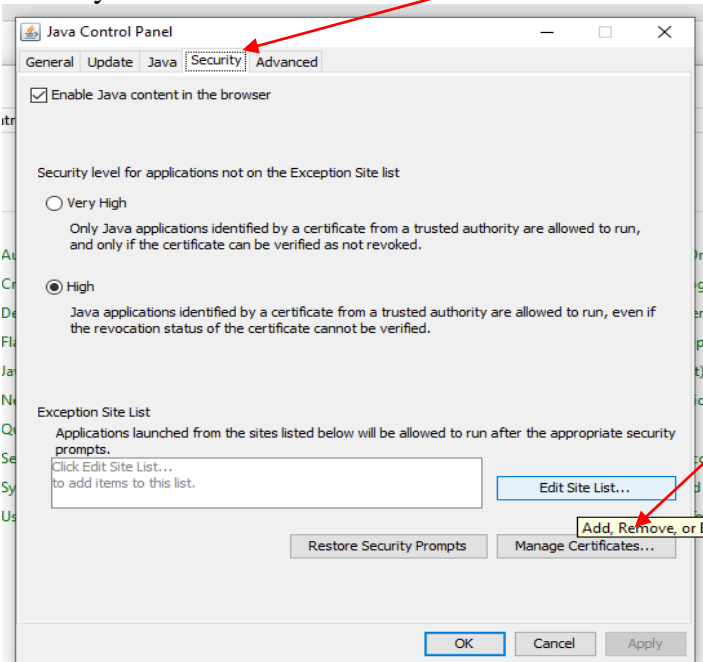 Java Control Panel
General Update Java Security Advanced
Enable Java content in the browser
Security level for applications not on the Exception Site list
Very High
Only Java applications identified by a certificate from a trusted authority are allowed to run,
and only if the certificate can be verified as not revoked.
High
Java applications identified by a certificate from a trusted authority are allowed to run, even if
the revocation status of the certificate cannot be verified.
Exception Site List
Applications launched from the sites listed below will be allowed to run after the appropriate security
prompts.
Click Edit Site List...
to add items to this list.
Edit Site List...
Add, Remove, or E
Restore Security Prompts Manage Certificates...
OK Cancel Apply